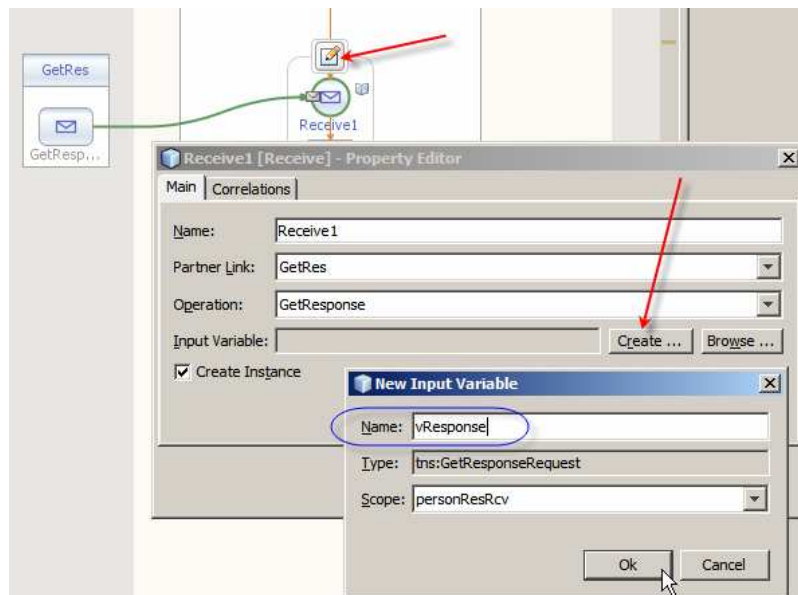 GetRes
GetResp...
Receive1
Receive1 [Receive] - Property Editor
Main
Correlations
Name:
Receive1
Partner Link:
GetRes
Operation:
GetResponse
Input Variable:
Create ...
Browse ...
Create Instance
New Input Variable
Name:
vResponse
Type:
tns:GetResponseRequest
Scope:
personResRcv
Ok
Cancel